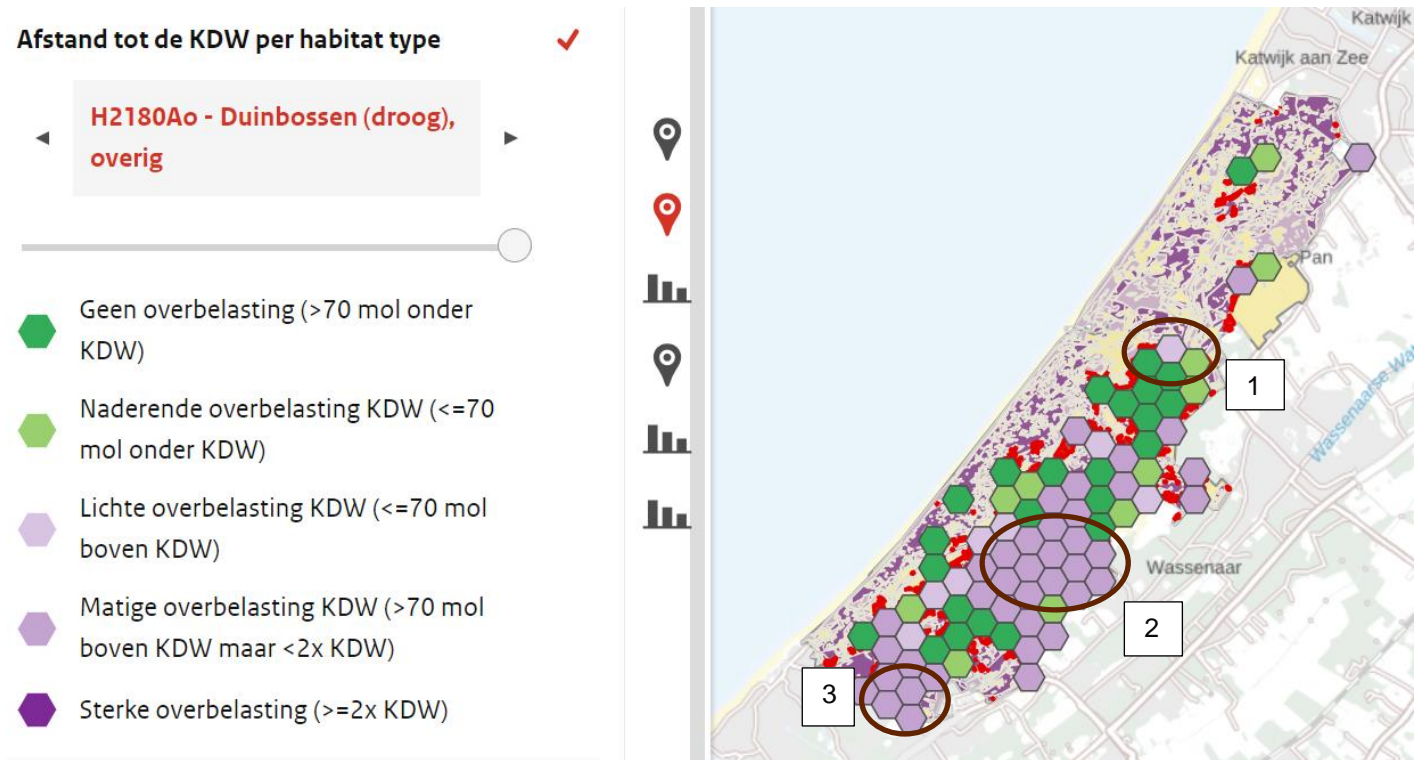 Afstand tot de KDW per habitat type
H2180Ao - Duinbossen (droog),
overig
Geen overbelasting (>70 mol onder
KDW)
Naderende overbelasting KDW (<=70
mol onder KDW)
Lichte overbelasting KDW (<=70 mol
boven KDW)
Matige overbelasting KDW (>70 mol
boven KDW maar <2x KDW)
Sterke overbelasting (>=2x KDW)
Katwijk
Katwijk aan Zee
Pan
1
Wassenaarse Wa
Wassenaar
2
3